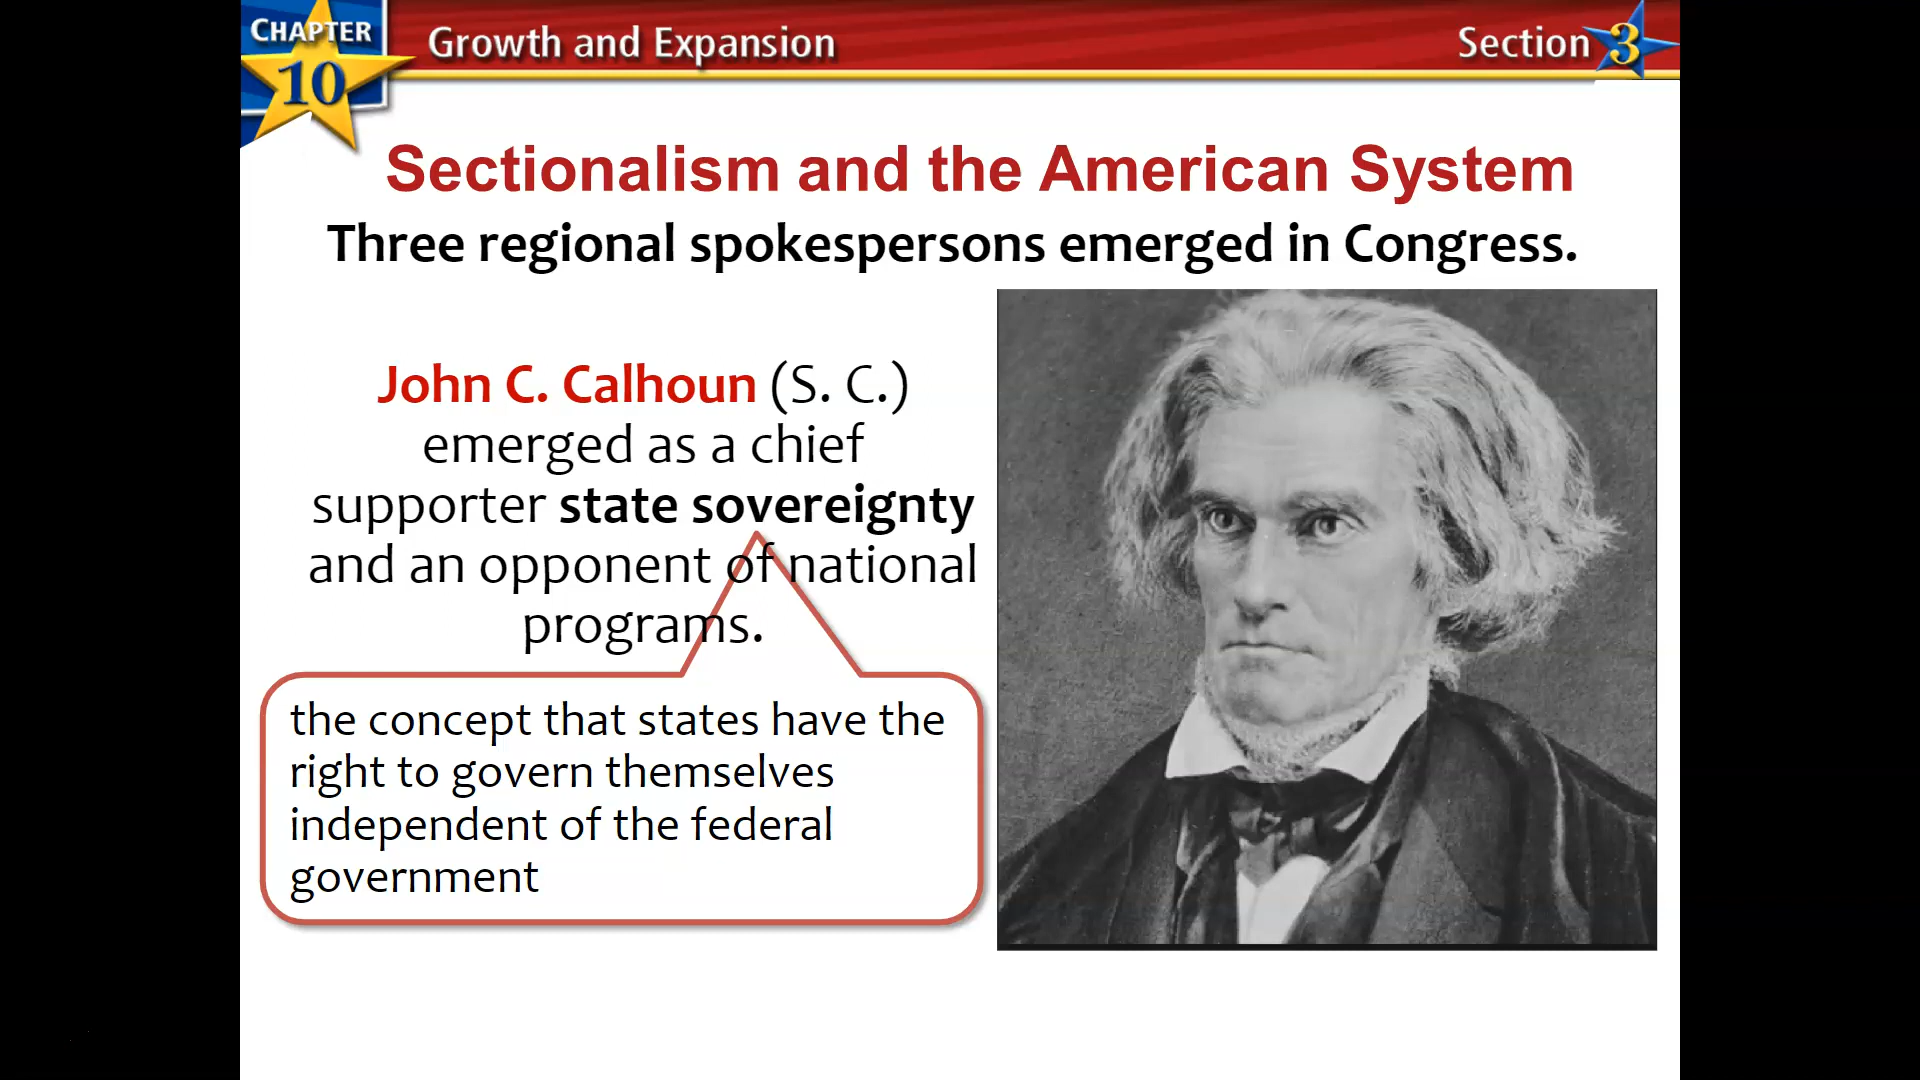 CHAPTER
10
Growth and Expansion
Section 3
Sectionalism and the American System
Three regional spokespersons emerged in Congress.
John C. Calhoun (S. C.)
emerged as a chief
supporter state sovereignty
and an opponent of national
programs.
the concept that states have the
right to govern themselves
independent of the federal
government